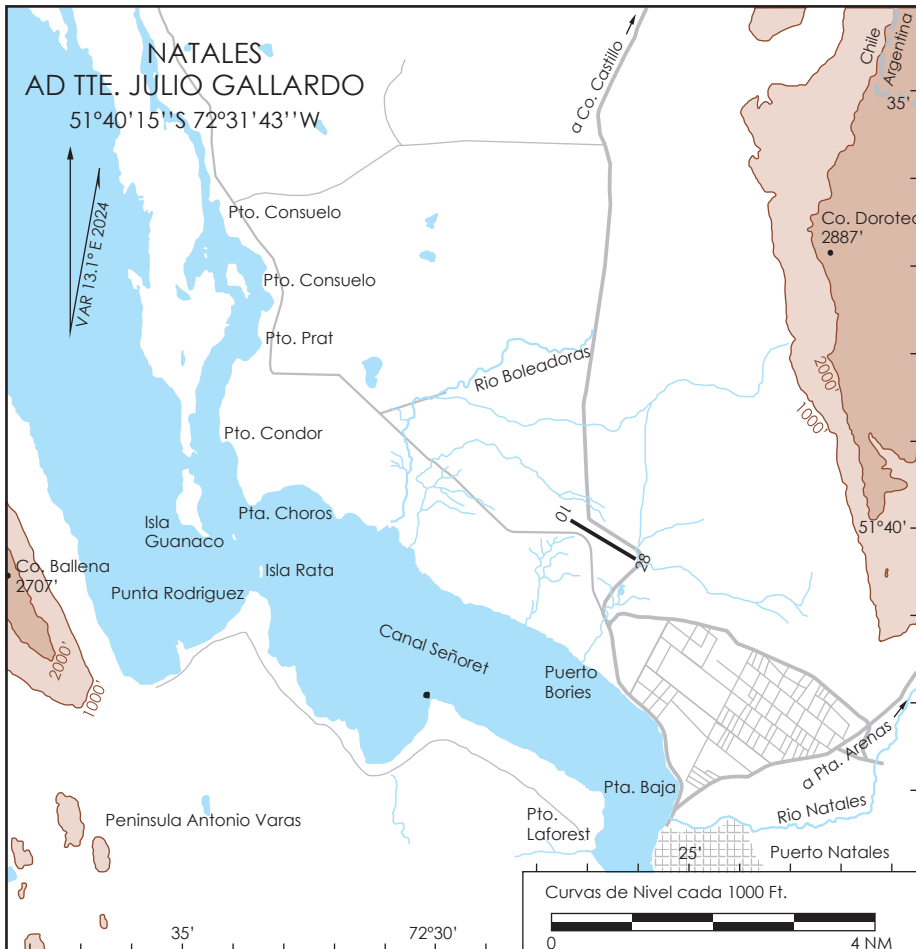 NATALES
AD TTE. JULIO GALLARDO
51°40'15''S 72°31'43''W
VAR 13.1° E 2024
a Co. Castillo
Chile
Argentina
35'
Pto. Consuelo
Co. Dorotea
2887'
Pto. Consuelo
Pto. Prat
Rio Boleadoras
2000'
1000'
Pto. Condor
Pta. Choros
10
Isla
Guanaco
51°40'
28
Co. Ballena
2707'
Isla Rata
Punta Rodriguez
Canal Señoret
2000'
1000'
Puerto
Bories
a Pta. Arenas
Pta. Baja
Rio Natales
Peninsula Antonio Varas
Pto.
Laforest
25'
Puerto Natales
Curvas de Nivel cada 1000 Ft.
0
4 NM
35'
72°30'